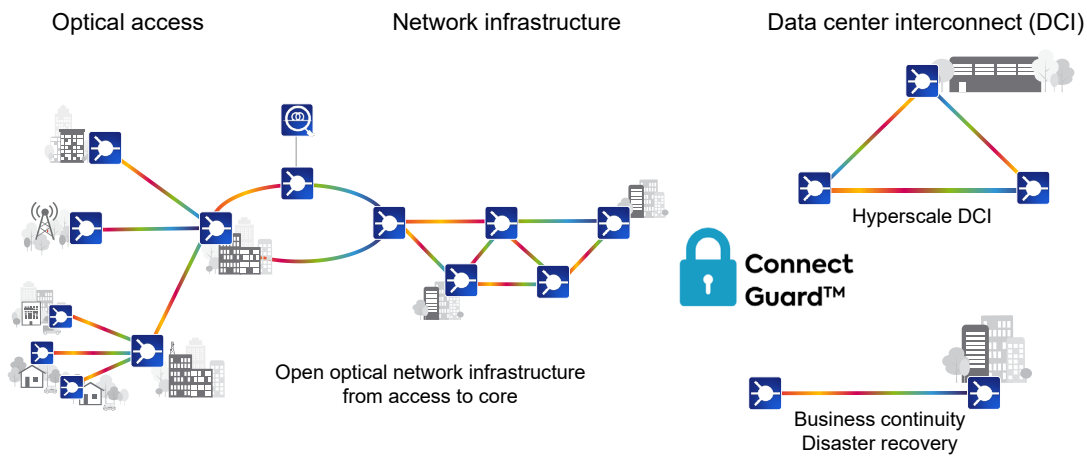 Optical access
Network infrastructure
Data center interconnect (DCI)
Hyperscale DCI
Connect
Guard™
Open optical network infrastructure
from access to core
Business continuity
Disaster recovery